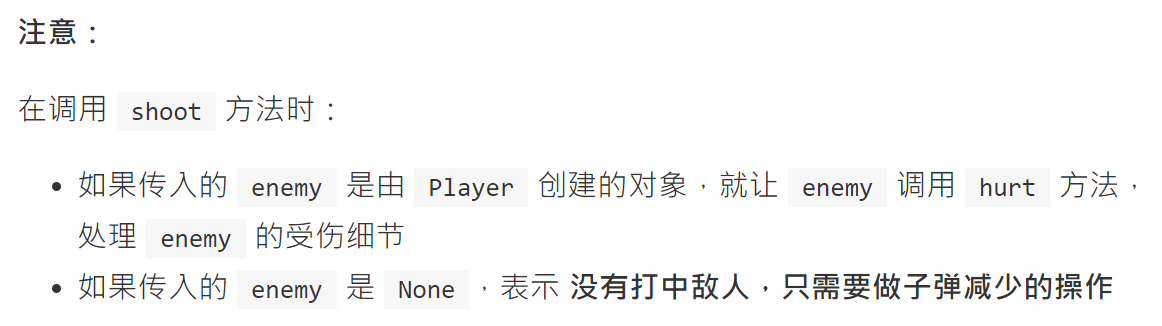 注意：
在调用 shoot 方法时：
• 如果传入的 enemy 是由 Player 创建的对象，就让 enemy 调用 hurt 方法，
处理 enemy 的受伤细节
• 如果传入的 enemy 是 None ，表示 没有打中敌人，只需要做子弹减少的操作